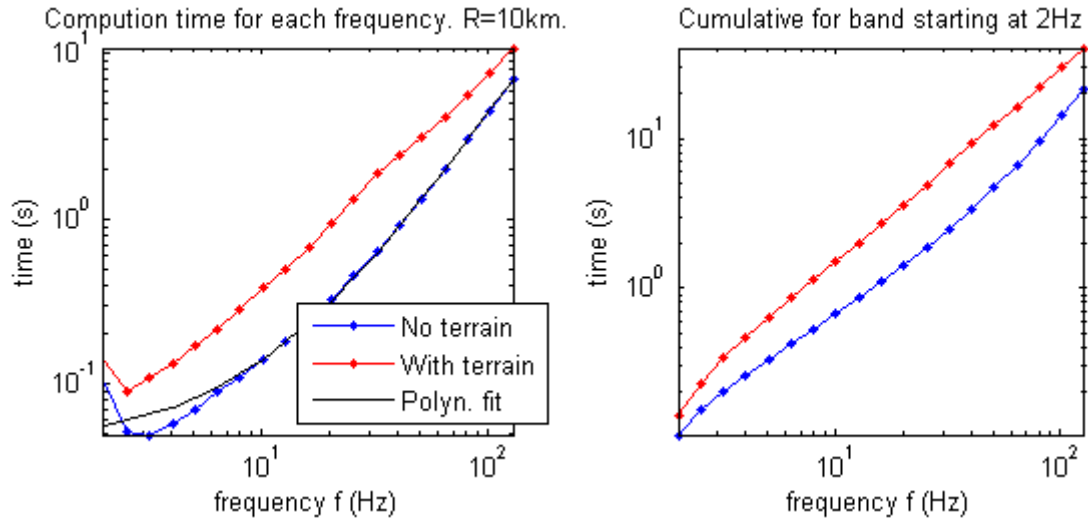 Compution time for each frequency. R=10km.
10^1
10^0
10^-1
time (s)
No terrain
With terrain
Polyn. fit
10^1
10^2
frequency f (Hz)
Cumulative for band starting at 2Hz
10^1
10^0
time (s)
10^1
10^2
frequency f (Hz)